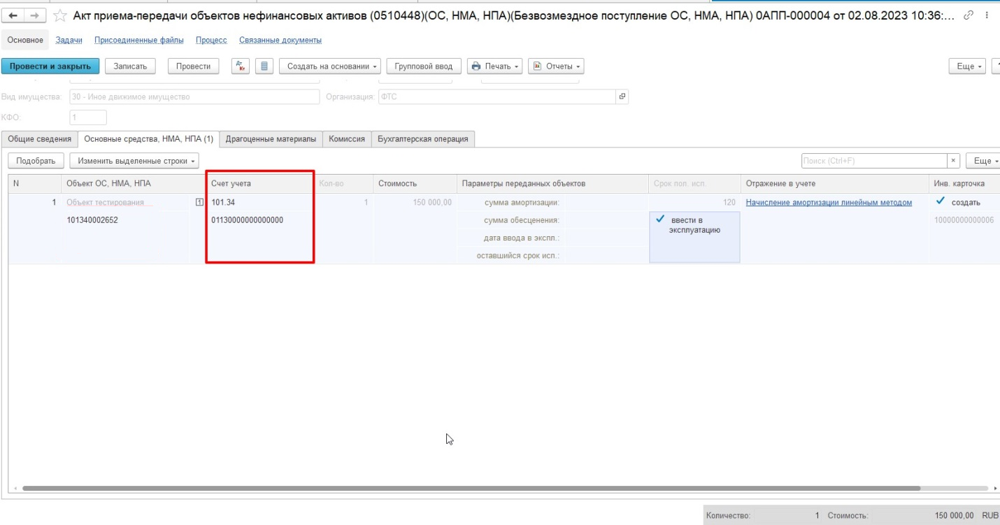 Акт приема-передачи объектов нефинансовых активов (0510448)(ОС, НМА, НПА)(Безвозмездное поступление ОС, НМА, НПА) 0АПП-000004 от 02.08.2023 10:36:...
Основное Задачи Присоединенные файлы Процесс Связанные документы
Провести и закрыть Записать Провести Дт Кт Создать на основании Групповой ввод Печать Отчеты Еще
Вид имущества: 30 - Иное движимое имущество Организация: ФТС
КФО: 1
Общие сведения Основные средства, НМА, НПА (1) Драгоценные материалы Комиссия Бухгалтерская операция
Подобрать Изменить выделенные строки Поиск (Ctrl+F) × Еще
N Объект ОС, НМА, НПА Счет учета Кол-во Стоимость Параметры переданных объектов Срок пол. исп. Отражение в учете Инв. карточка
1 Объект тестирования 1 101.34 1 150 000,00 сумма амортизации: 120 Начисление амортизации линейным методом создать
101340002652 01130000000000000 сумма обесценения: ввести в эксплуатацию 10000000000006
дата ввода в экспл.:
оставшийся срок исп.:
Количество: 1 Стоимость: 150 000,00 RUB